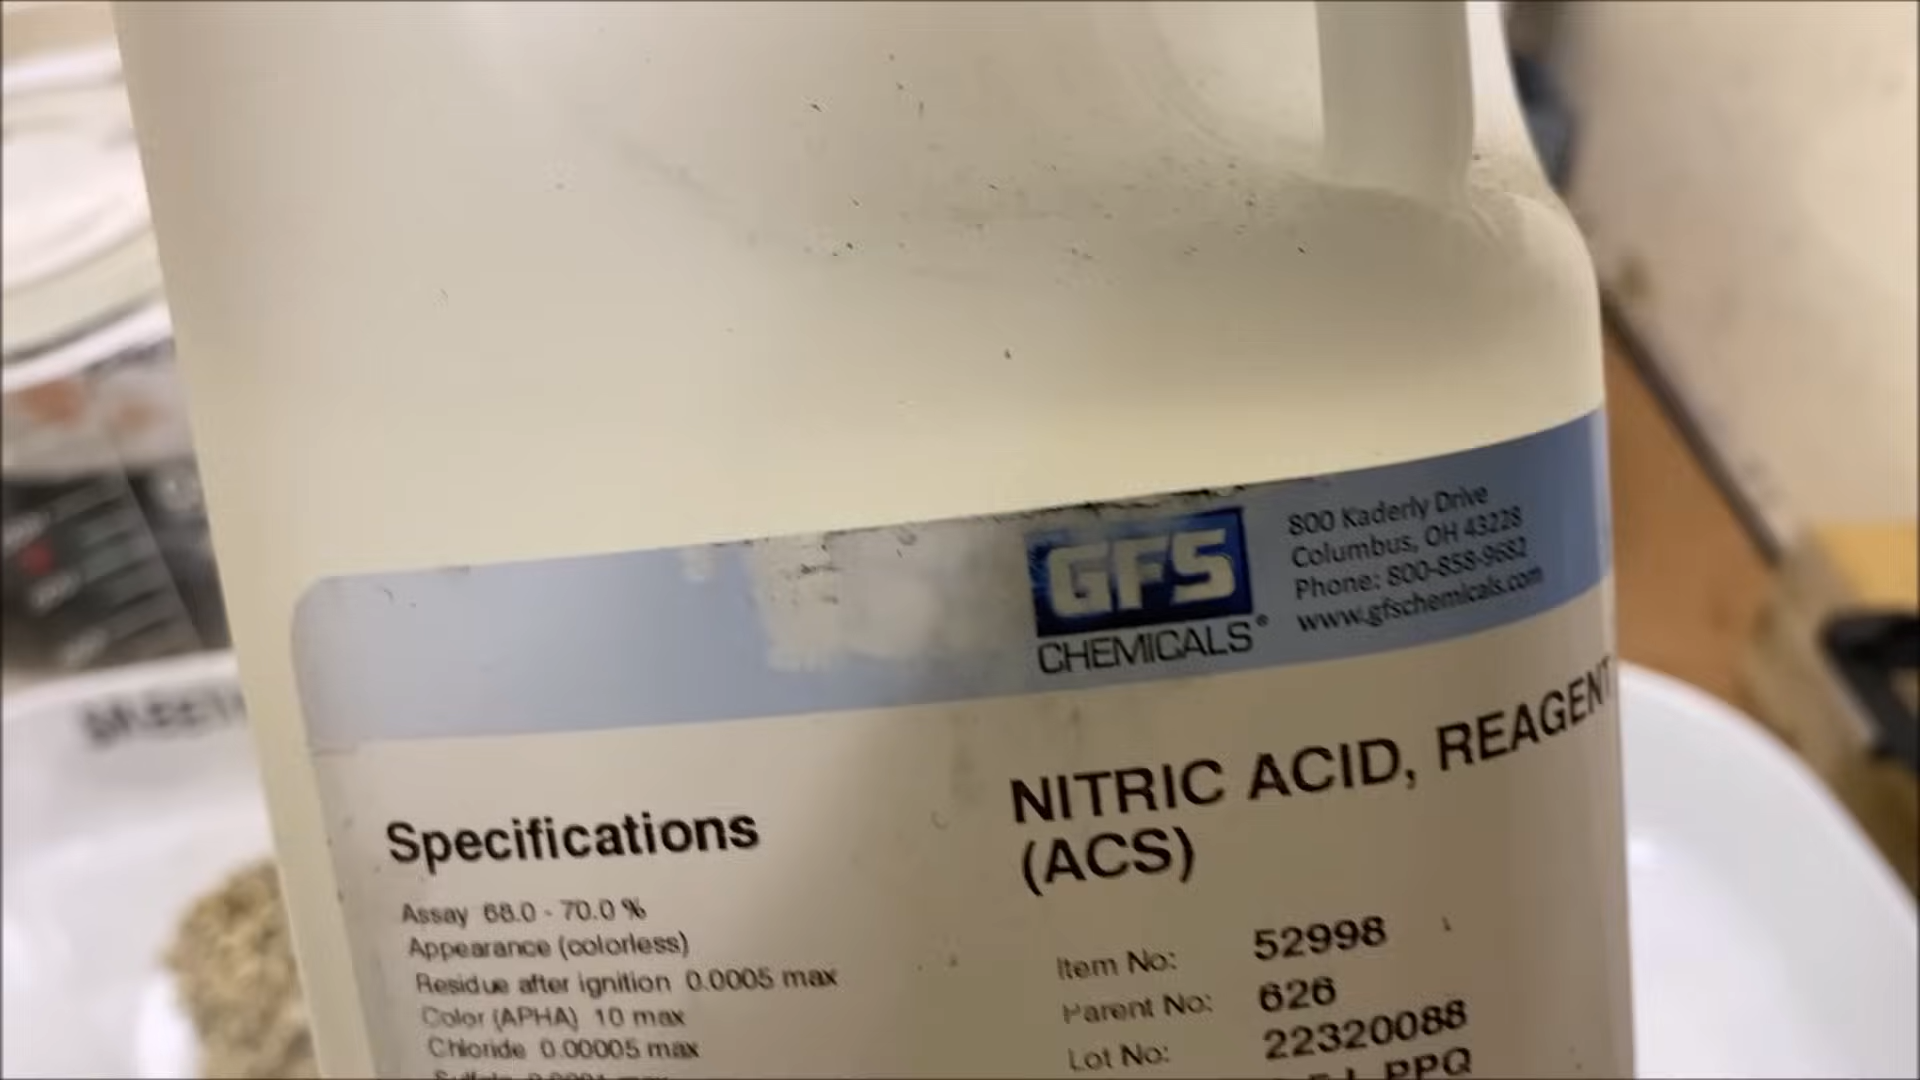 GFS
CHEMICALS®
800 Kaderly Drive
Columbus, OH 43228
Phone: 800-858-9682
www.gfschemicals.com
NITRIC ACID, REAGENT
(ACS)
Specifications
Assay 68.0 - 70.0 %
Appearance (colorless)
Residue after ignition 0.0005 max
Color (APHA) 10 max
Chloride 0.00005 max
Item No: 52998
Parent No: 626
Lot No: 22320088
PPQ